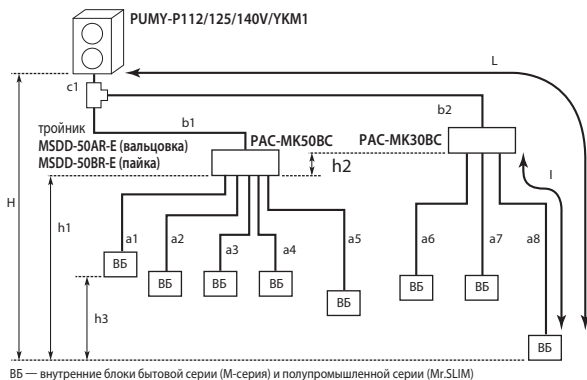 PUMY-P112/125/140V/YKM1
L
c1
b2
тройник
MSDD-50AR-E (вальцовка)
MSDD-50BR-E (пайка)
b1
PAC-MK50BC
PAC-MK30BC
h2
l
H
h1
a1
a2
a3
a4
a5
a6
a7
a8
ВБ
ВБ
ВБ
ВБ
ВБ
ВБ
ВБ
ВБ
h3
ВБ — внутренние блоки бытовой серии (М-серия) и полупромышленной серии (Mr.SLIM)